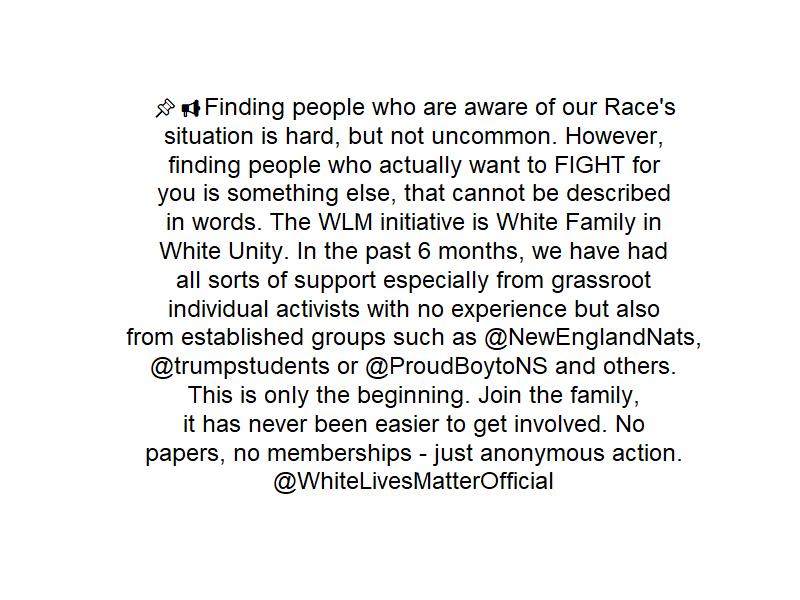 📌📢Finding people who are aware of our Race's
situation is hard, but not uncommon. However,
finding people who actually want to FIGHT for
you is something else, that cannot be described
in words. The WLM initiative is White Family in
White Unity. In the past 6 months, we have had
all sorts of support especially from grassroot
individual activists with no experience but also
from established groups such as @NewEnglandNats,
@trumpstudents or @ProudBoytoNS and others.
This is only the beginning. Join the family,
it has never been easier to get involved. No
papers, no memberships - just anonymous action.
@WhiteLivesMatterOfficial